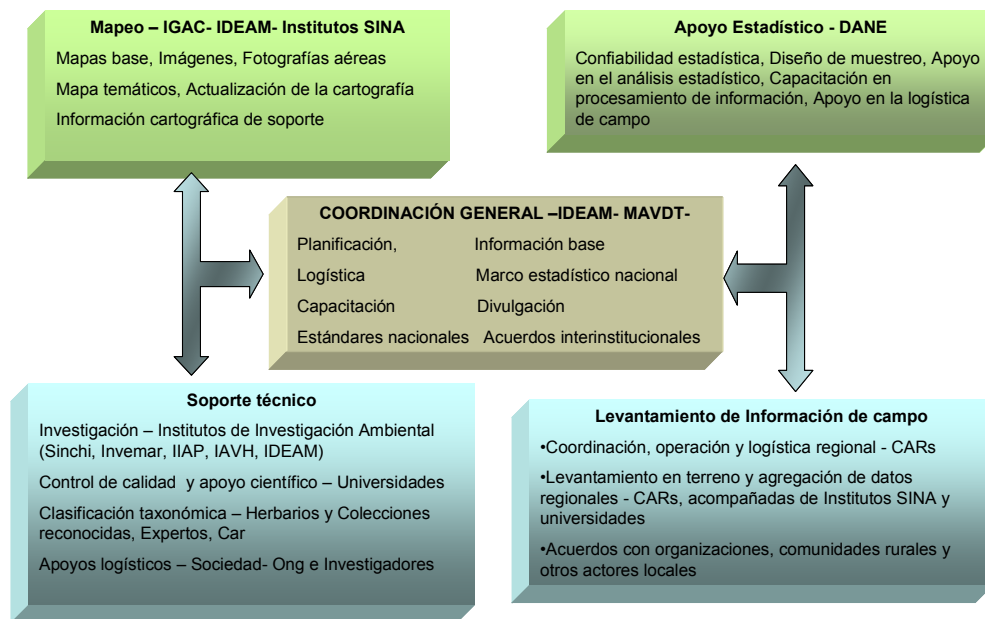 Mapeo – IGAC- IDEAM- Institutos SINA
Mapas base, Imágenes, Fotografías aéreas
Mapa temáticos, Actualización de la cartografía
Información cartográfica de soporte
Apoyo Estadístico - DANE
Confiabilidad estadística, Diseño de muestreo, Apoyo
en el análisis estadístico, Capacitación en
procesamiento de información, Apoyo en la logística
de campo
COORDINACIÓN GENERAL –IDEAM- MAVDT-
Planificación, Información base
Logística Marco estadístico nacional
Capacitación Divulgación
Estándares nacionales Acuerdos interinstitucionales
Soporte técnico
Investigación – Institutos de Investigación Ambiental
(Sinchi, Invemar, IIAP, IAVH, IDEAM)
Control de calidad y apoyo científico – Universidades
Clasificación taxonómica – Herbarios y Colecciones
reconocidas, Expertos, Car
Apoyos logísticos – Sociedad- Ong e Investigadores
Levantamiento de Información de campo
•Coordinación, operación y logística regional - CARs
•Levantamiento en terreno y agregación de datos
regionales - CARs, acompañadas de Institutos SINA y
universidades
•Acuerdos con organizaciones, comunidades rurales y
otros actores locales